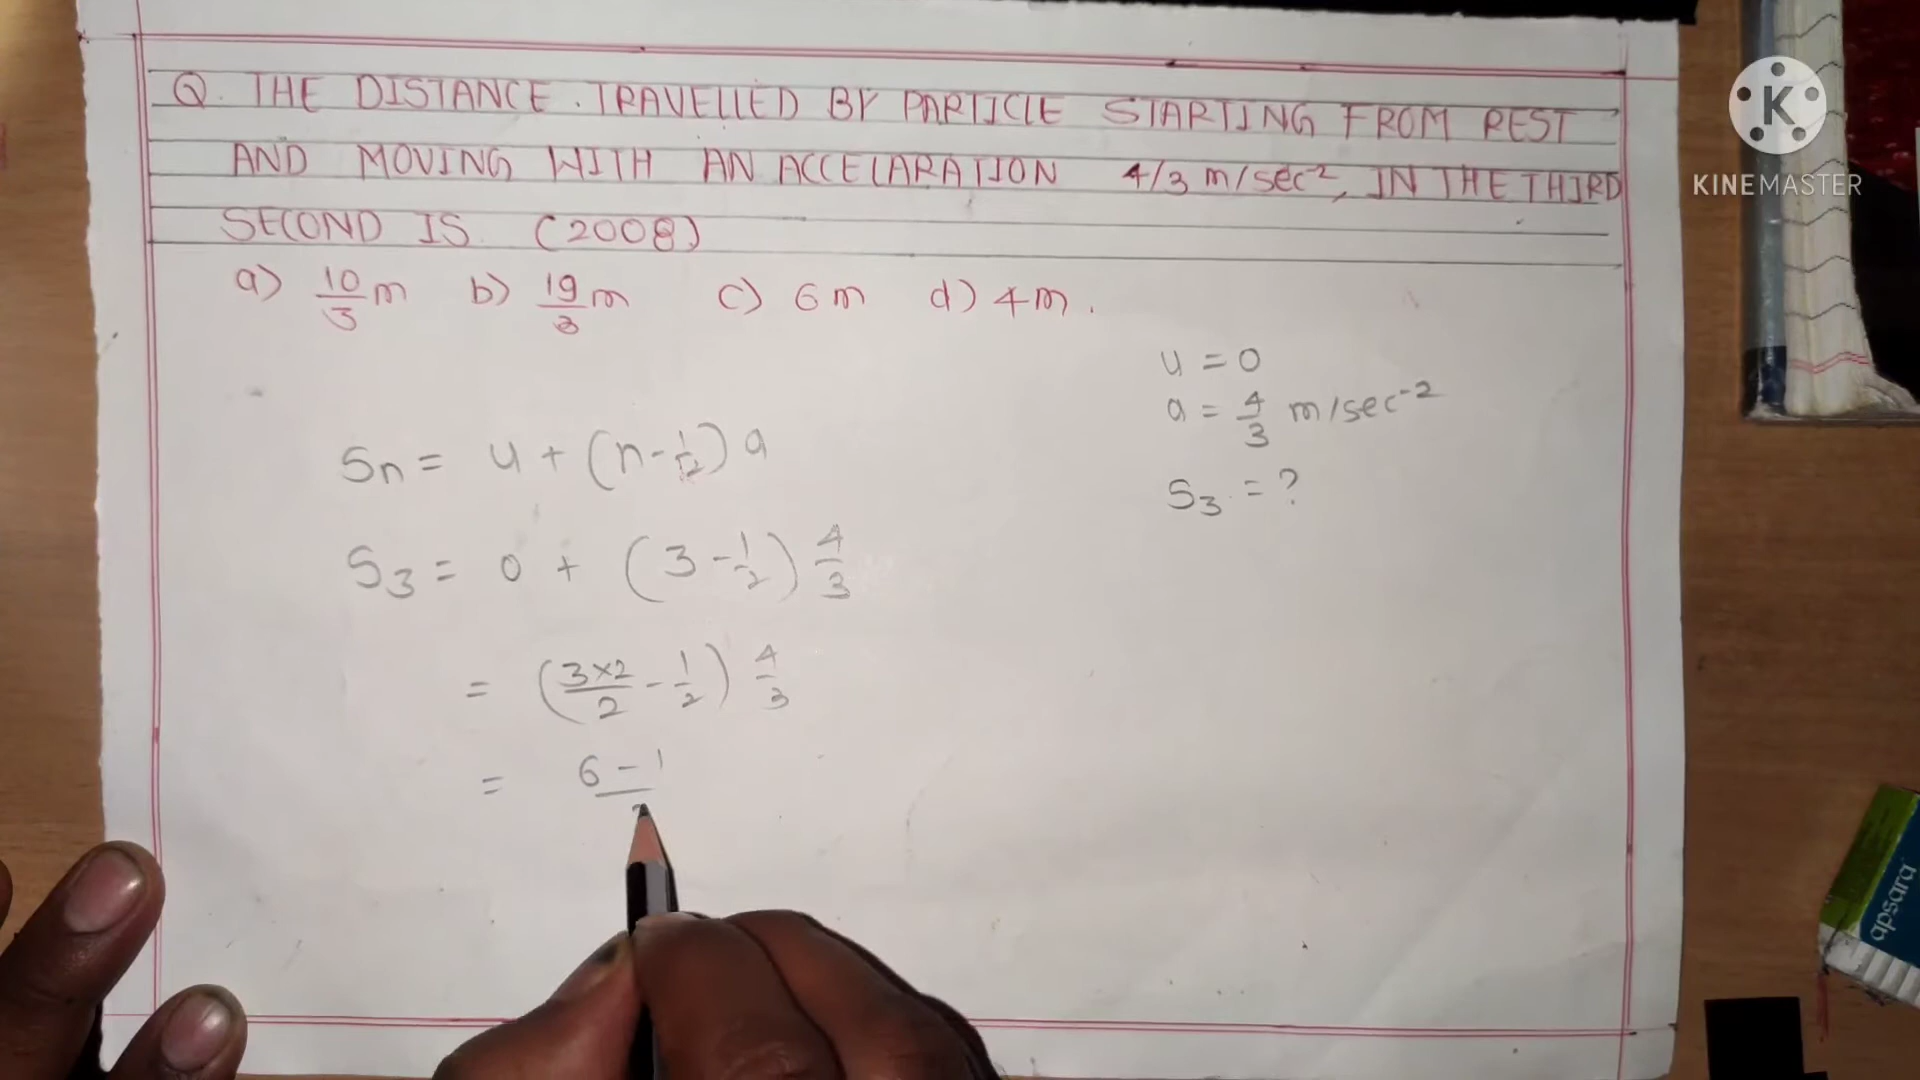 Q. THE DISTANCE. TRAVELLED BY PARTICLE STARTING FROM REST
AND MOVING WITH AN ACCELARATION 4/3 m/sec², IN THE THIRD
SECOND IS. (2008)
a) 10/3 m b) 19/3 m c) 6 m d) 4 m.
u = 0
a = 4/3 m/sec⁻²
S₃ = ?
Sn = u + (n - 1/2) a
S₃ = 0 + (3 - 1/2) 4/3
= (3×2/2 - 1/2) 4/3
= 6 - 1
K
KINEMASTER
apsara